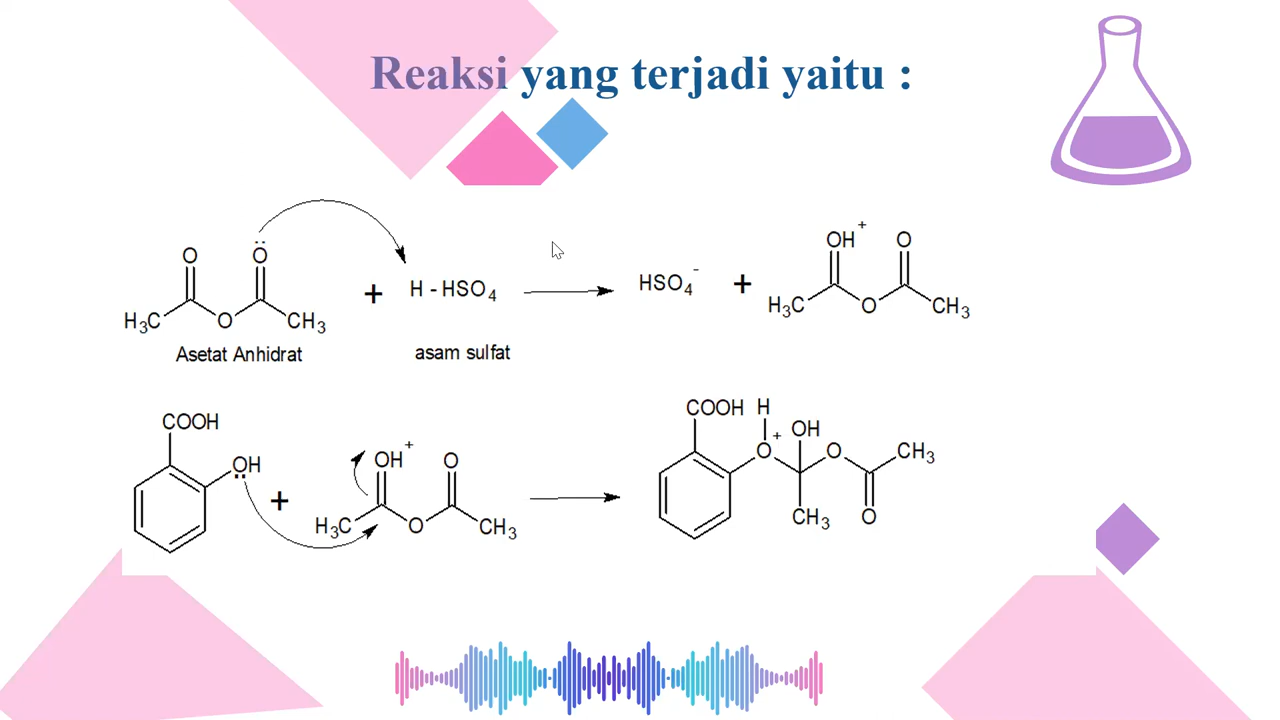 Reaksi yang terjadi yaitu :
O Ö H₃C O CH₃ + H - HSO₄ → HSO₄⁻ + OH⁺ O H₃C O CH₃
Asetat Anhidrat asam sulfat
COOH OH + OH⁺ O H₃C O CH₃ → COOH H O⁺ OH O CH₃ CH₃ O